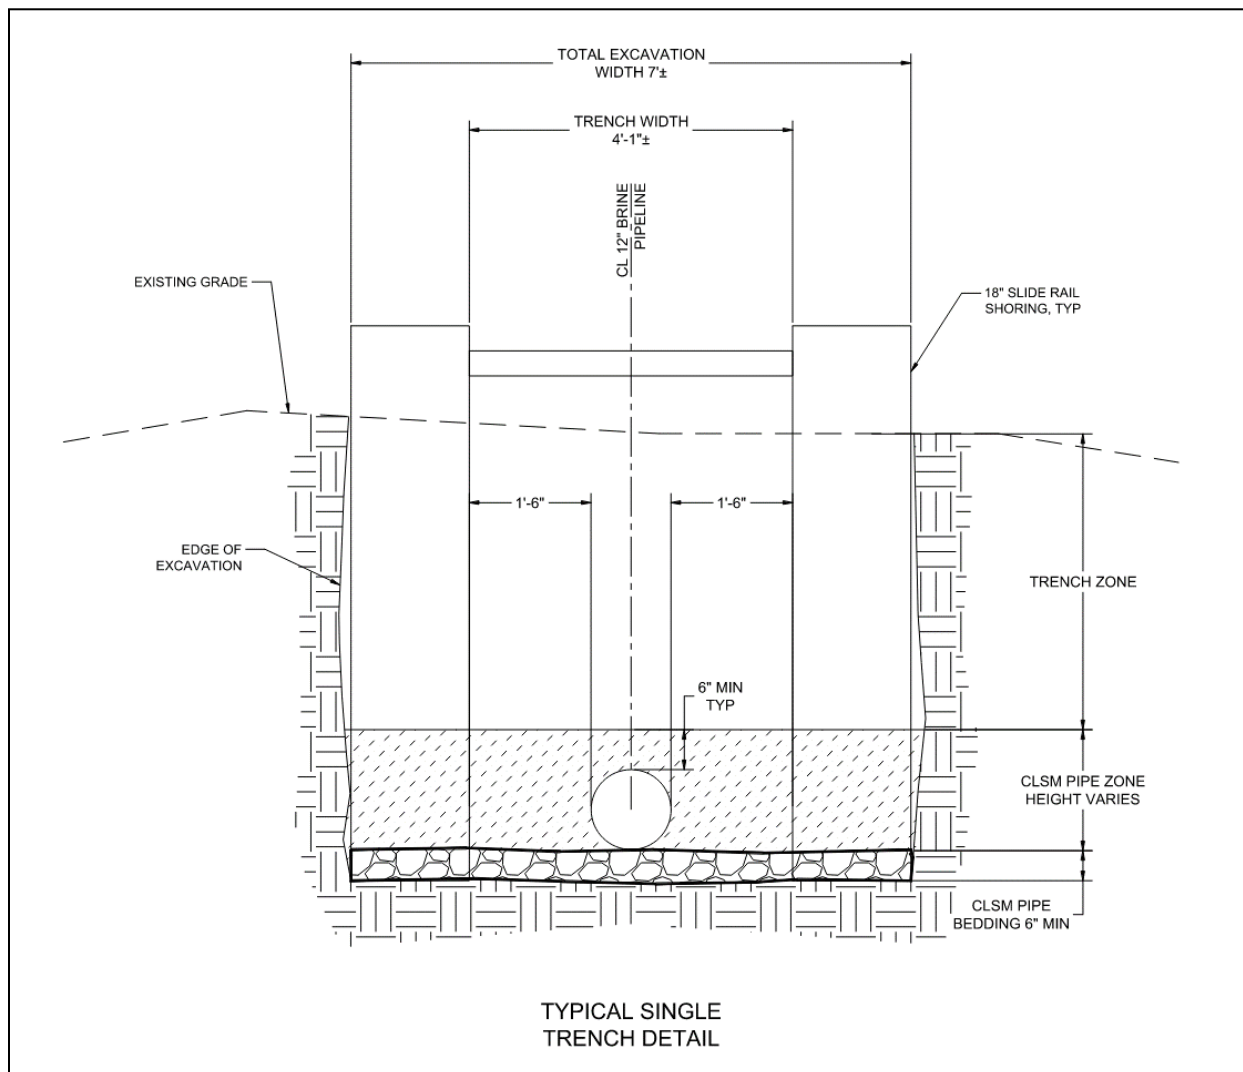 TOTAL EXCAVATION
WIDTH 7'±
TRENCH WIDTH
4'-1"±
CL 12" BRINE
PIPELINE
EXISTING GRADE
18" SLIDE RAIL
SHORING, TYP
1'-6"
1'-6"
EDGE OF
EXCAVATION
TRENCH ZONE
6" MIN
TYP
CLSM PIPE ZONE
HEIGHT VARIES
CLSM PIPE
BEDDING 6" MIN
TYPICAL SINGLE
TRENCH DETAIL